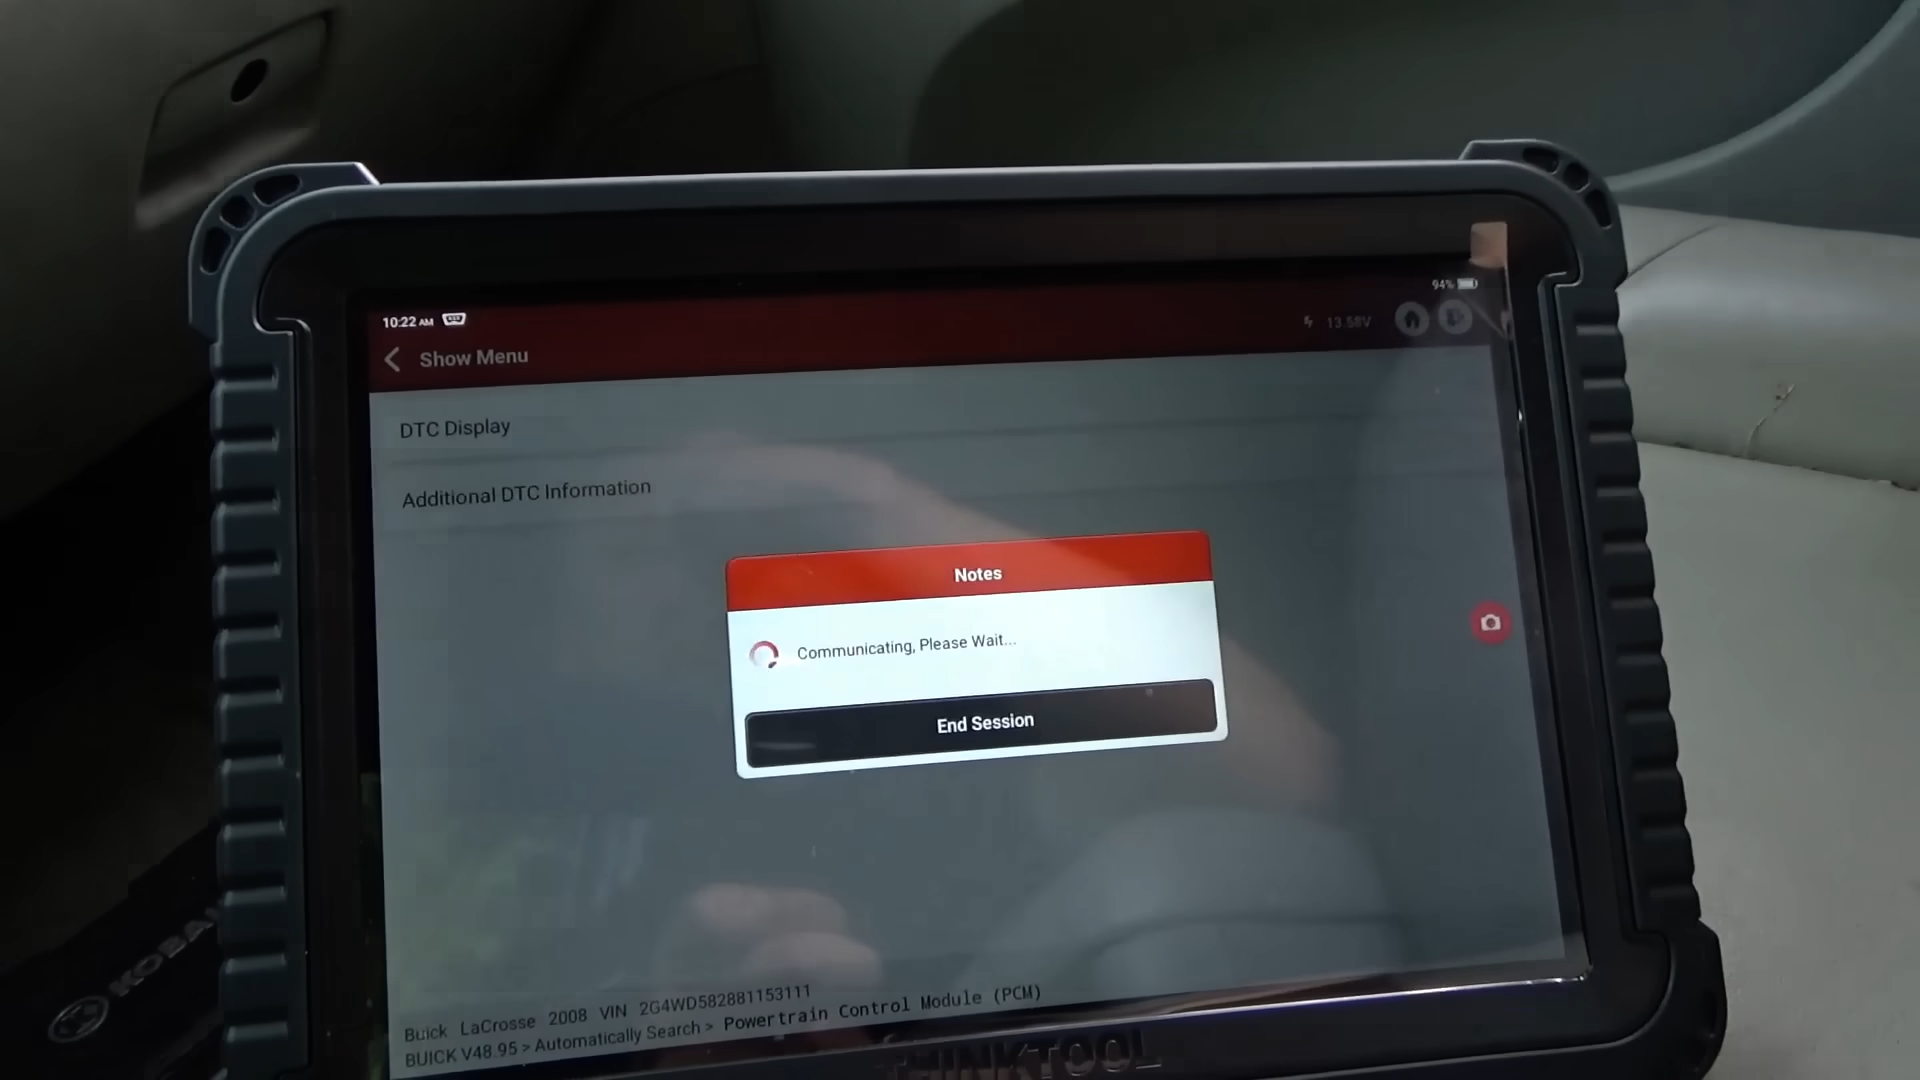 94%
10:22 AM
13.58V
Show Menu
DTC Display
Additional DTC Information
Notes
Communicating, Please Wait...
End Session
Buick LaCrosse 2008 VIN 2G4WD582881153111
BUICK V48.95 > Automatically Search > Powertrain Control Module (PCM)
THINKTOOL